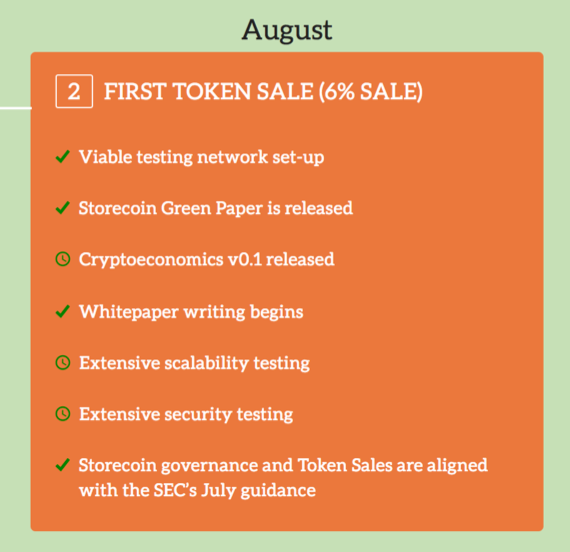 August
2 FIRST TOKEN SALE (6% SALE)
Viable testing network set-up
Storecoin Green Paper is released
Cryptoeconomics v0.1 released
Whitepaper writing begins
Extensive scalability testing
Extensive security testing
Storecoin governance and Token Sales are aligned
with the SEC's July guidance